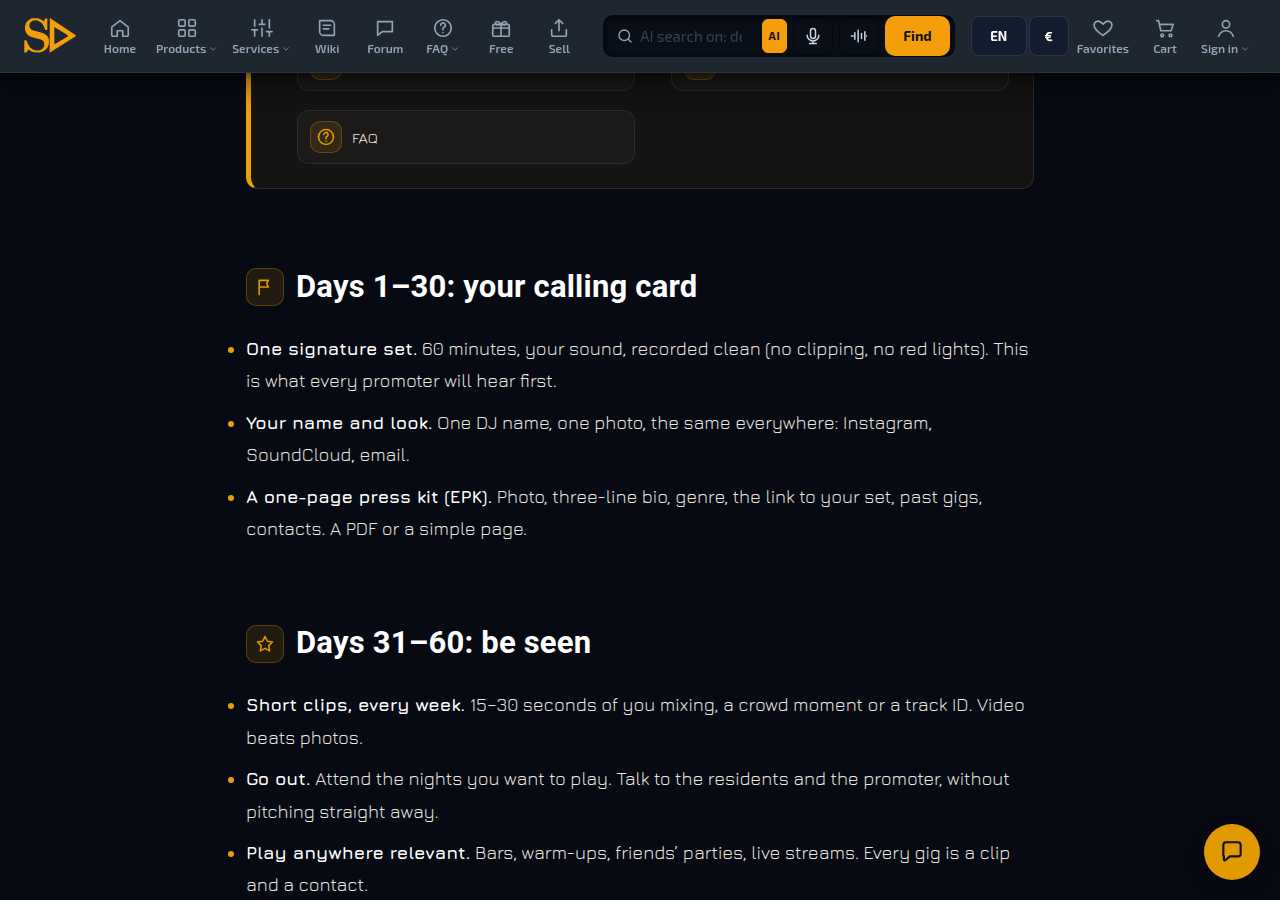 SD
Home
Products
Services
Wiki
Forum
FAQ
Free
Sell
AI search on: de
AI
Find
EN
€
Favorites
Cart
Sign in
FAQ
Days 1–30: your calling card
One signature set. 60 minutes, your sound, recorded clean (no clipping, no red lights). This
is what every promoter will hear first.
Your name and look. One DJ name, one photo, the same everywhere: Instagram,
SoundCloud, email.
A one-page press kit (EPK). Photo, three-line bio, genre, the link to your set, past gigs,
contacts. A PDF or a simple page.
Days 31–60: be seen
Short clips, every week. 15–30 seconds of you mixing, a crowd moment or a track ID. Video
beats photos.
Go out. Attend the nights you want to play. Talk to the residents and the promoter, without
pitching straight away.
Play anywhere relevant. Bars, warm-ups, friends’ parties, live streams. Every gig is a clip
and a contact.